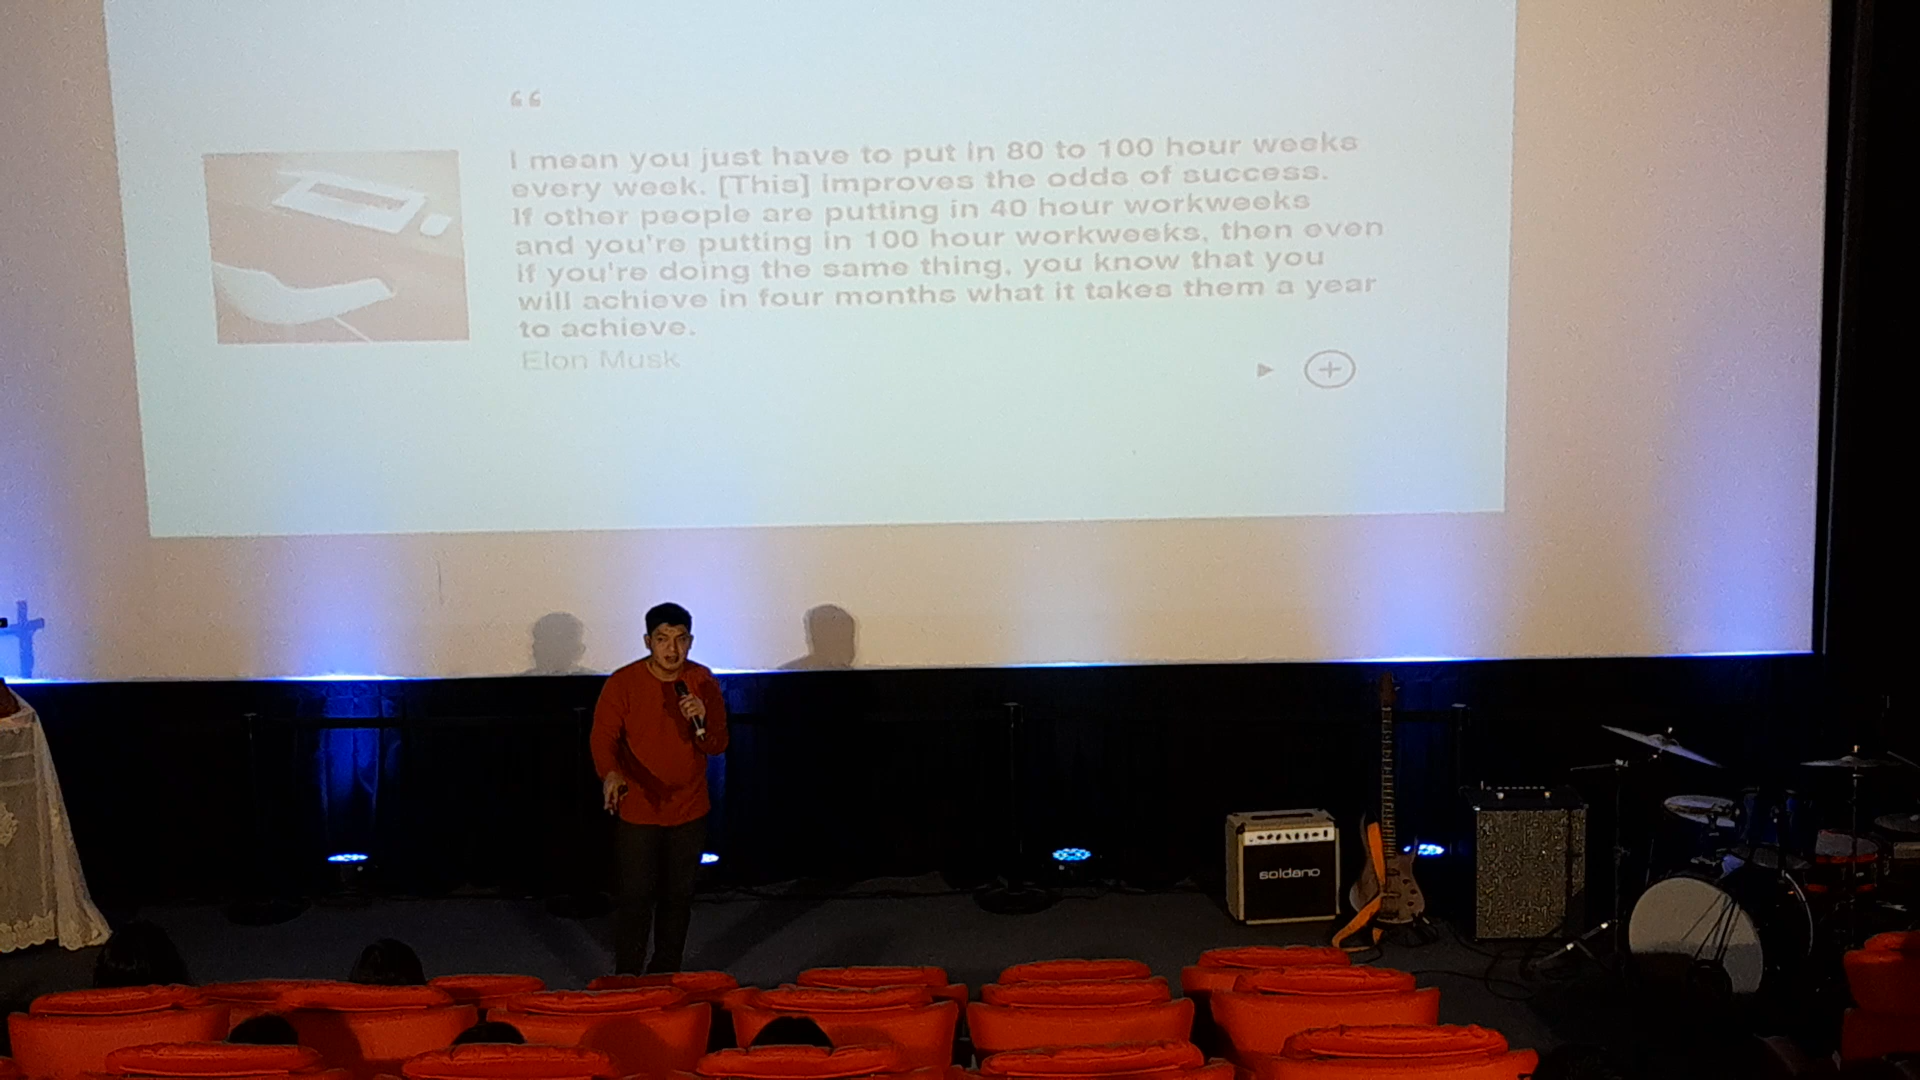 “
I mean you just have to put in 80 to 100 hour weeks
every week. [This] improves the odds of success.
If other people are putting in 40 hour workweeks
and you're putting in 100 hour workweeks, then even
if you're doing the same thing, you know that you
will achieve in four months what it takes them a year
to achieve.
Elon Musk
soldano